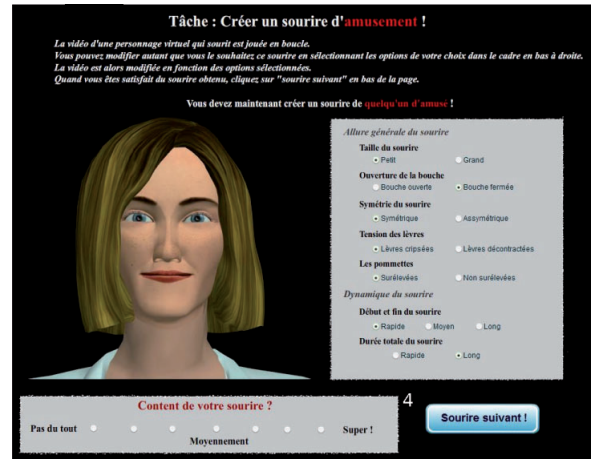 Tâche : Créer un sourire d'amusement !
La vidéo d'une personnage virtuel qui sourit est jouée en boucle.
Vous pouvez modifier autant que vous le souhaitez ce sourire en sélectionnant les options de votre choix dans le cadre en bas à droite.
La vidéo est alors modifiée en fonction des options sélectionnées.
Quand vous êtes satisfait du sourire obtenu, cliquez sur "sourire suivant" en bas de la page.
Vous devez maintenant créer un sourire de quelqu'un d'amusé !
Allure générale du sourire
Taille du sourire
Petit Grand
Ouverture de la bouche
Bouche ouverte Bouche fermée
Symétrie du sourire
Symétrique Assymétrique
Tension des lèvres
Lèvres cripsées Lèvres décontractées
Les pommettes
Surélevées Non surélevées
Dynamique du sourire
Début et fin du sourire
Rapide Moyen Long
Durée totale du sourire
Rapide Long
Content de votre sourire ?
4
Pas du tout Super !
Moyennement
Sourire suivant !